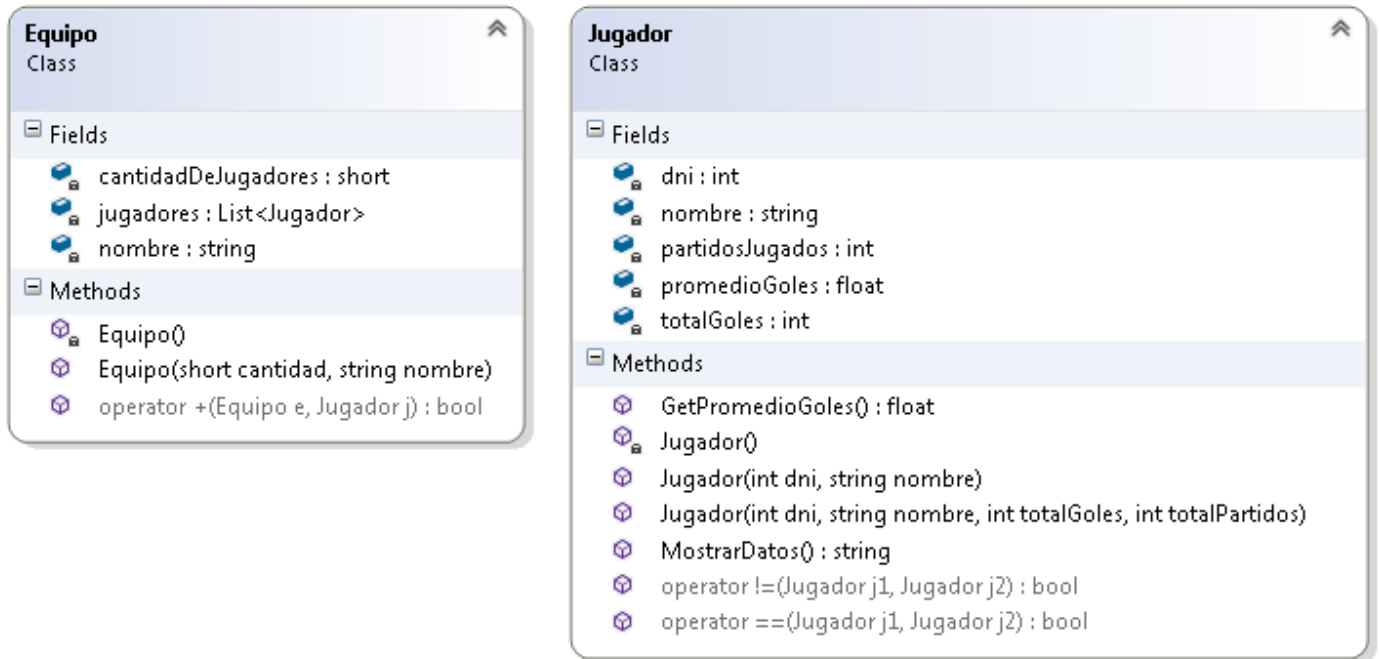 Equipo
Class
Fields
cantidadDeJugadores : short
jugadores : List<Jugador>
nombre : string
Methods
Equipo()
Equipo(short cantidad, string nombre)
operator +(Equipo e, Jugador j) : bool
Jugador
Class
Fields
dni : int
nombre : string
partidosJugados : int
promedioGoles : float
totalGoles : int
Methods
GetPromedioGoles() : float
Jugador()
Jugador(int dni, string nombre)
Jugador(int dni, string nombre, int totalGoles, int totalPartidos)
MostrarDatos() : string
operator !=(Jugador j1, Jugador j2) : bool
operator ==(Jugador j1, Jugador j2) : bool